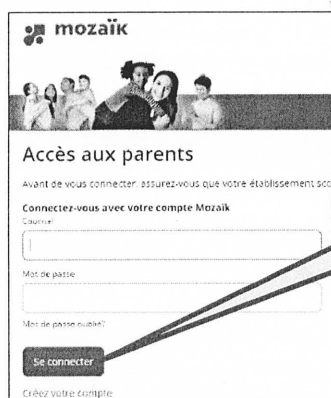 mozaïk
Accès aux parents
Avant de vous connecter, assurez-vous que votre établissement sco
Connectez-vous avec votre compte Mozaïk
Courriel
Mot de passe
Mot de passe oublié?
Se connecter
Créez votre compte